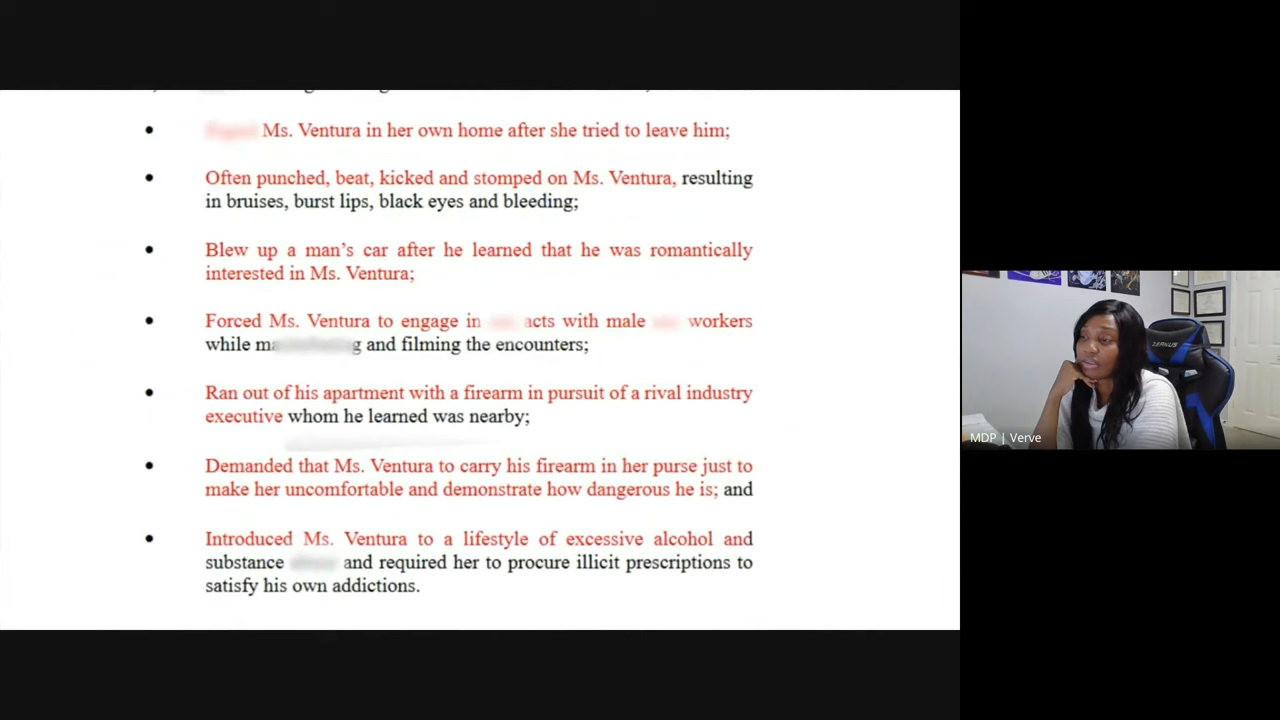 Ms. Ventura in her own home after she tried to leave him;
Often punched, beat, kicked and stomped on Ms. Ventura, resulting
in bruises, burst lips, black eyes and bleeding;
Blew up a man's car after he learned that he was romantically
interested in Ms. Ventura;
Forced Ms. Ventura to engage in acts with male workers
while and filming the encounters;
Ran out of his apartment with a firearm in pursuit of a rival industry
executive whom he learned was nearby;
Demanded that Ms. Ventura to carry his firearm in her purse just to
make her uncomfortable and demonstrate how dangerous he is; and
Introduced Ms. Ventura to a lifestyle of excessive alcohol and
substance and required her to procure illicit prescriptions to
satisfy his own addictions.
MDP | Verve